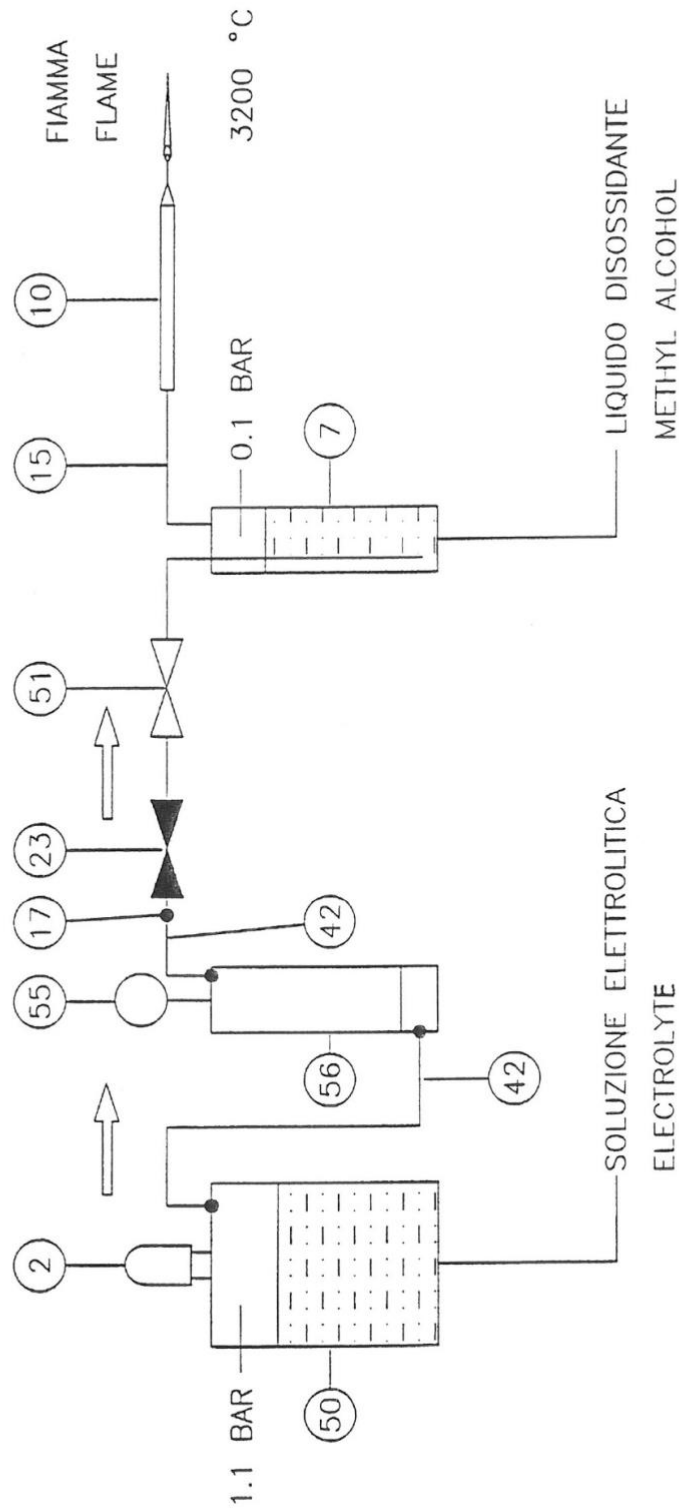 FIAMMA
FLAME
3200 °C
10
15
0.1 BAR
7
LIQUIDO DISOSSIDANTE
METHYL ALCOHOL
51
23
17
42
55
56
42
2
1.1 BAR
50
SOLUZIONE ELETTROLITICA
ELECTROLYTE